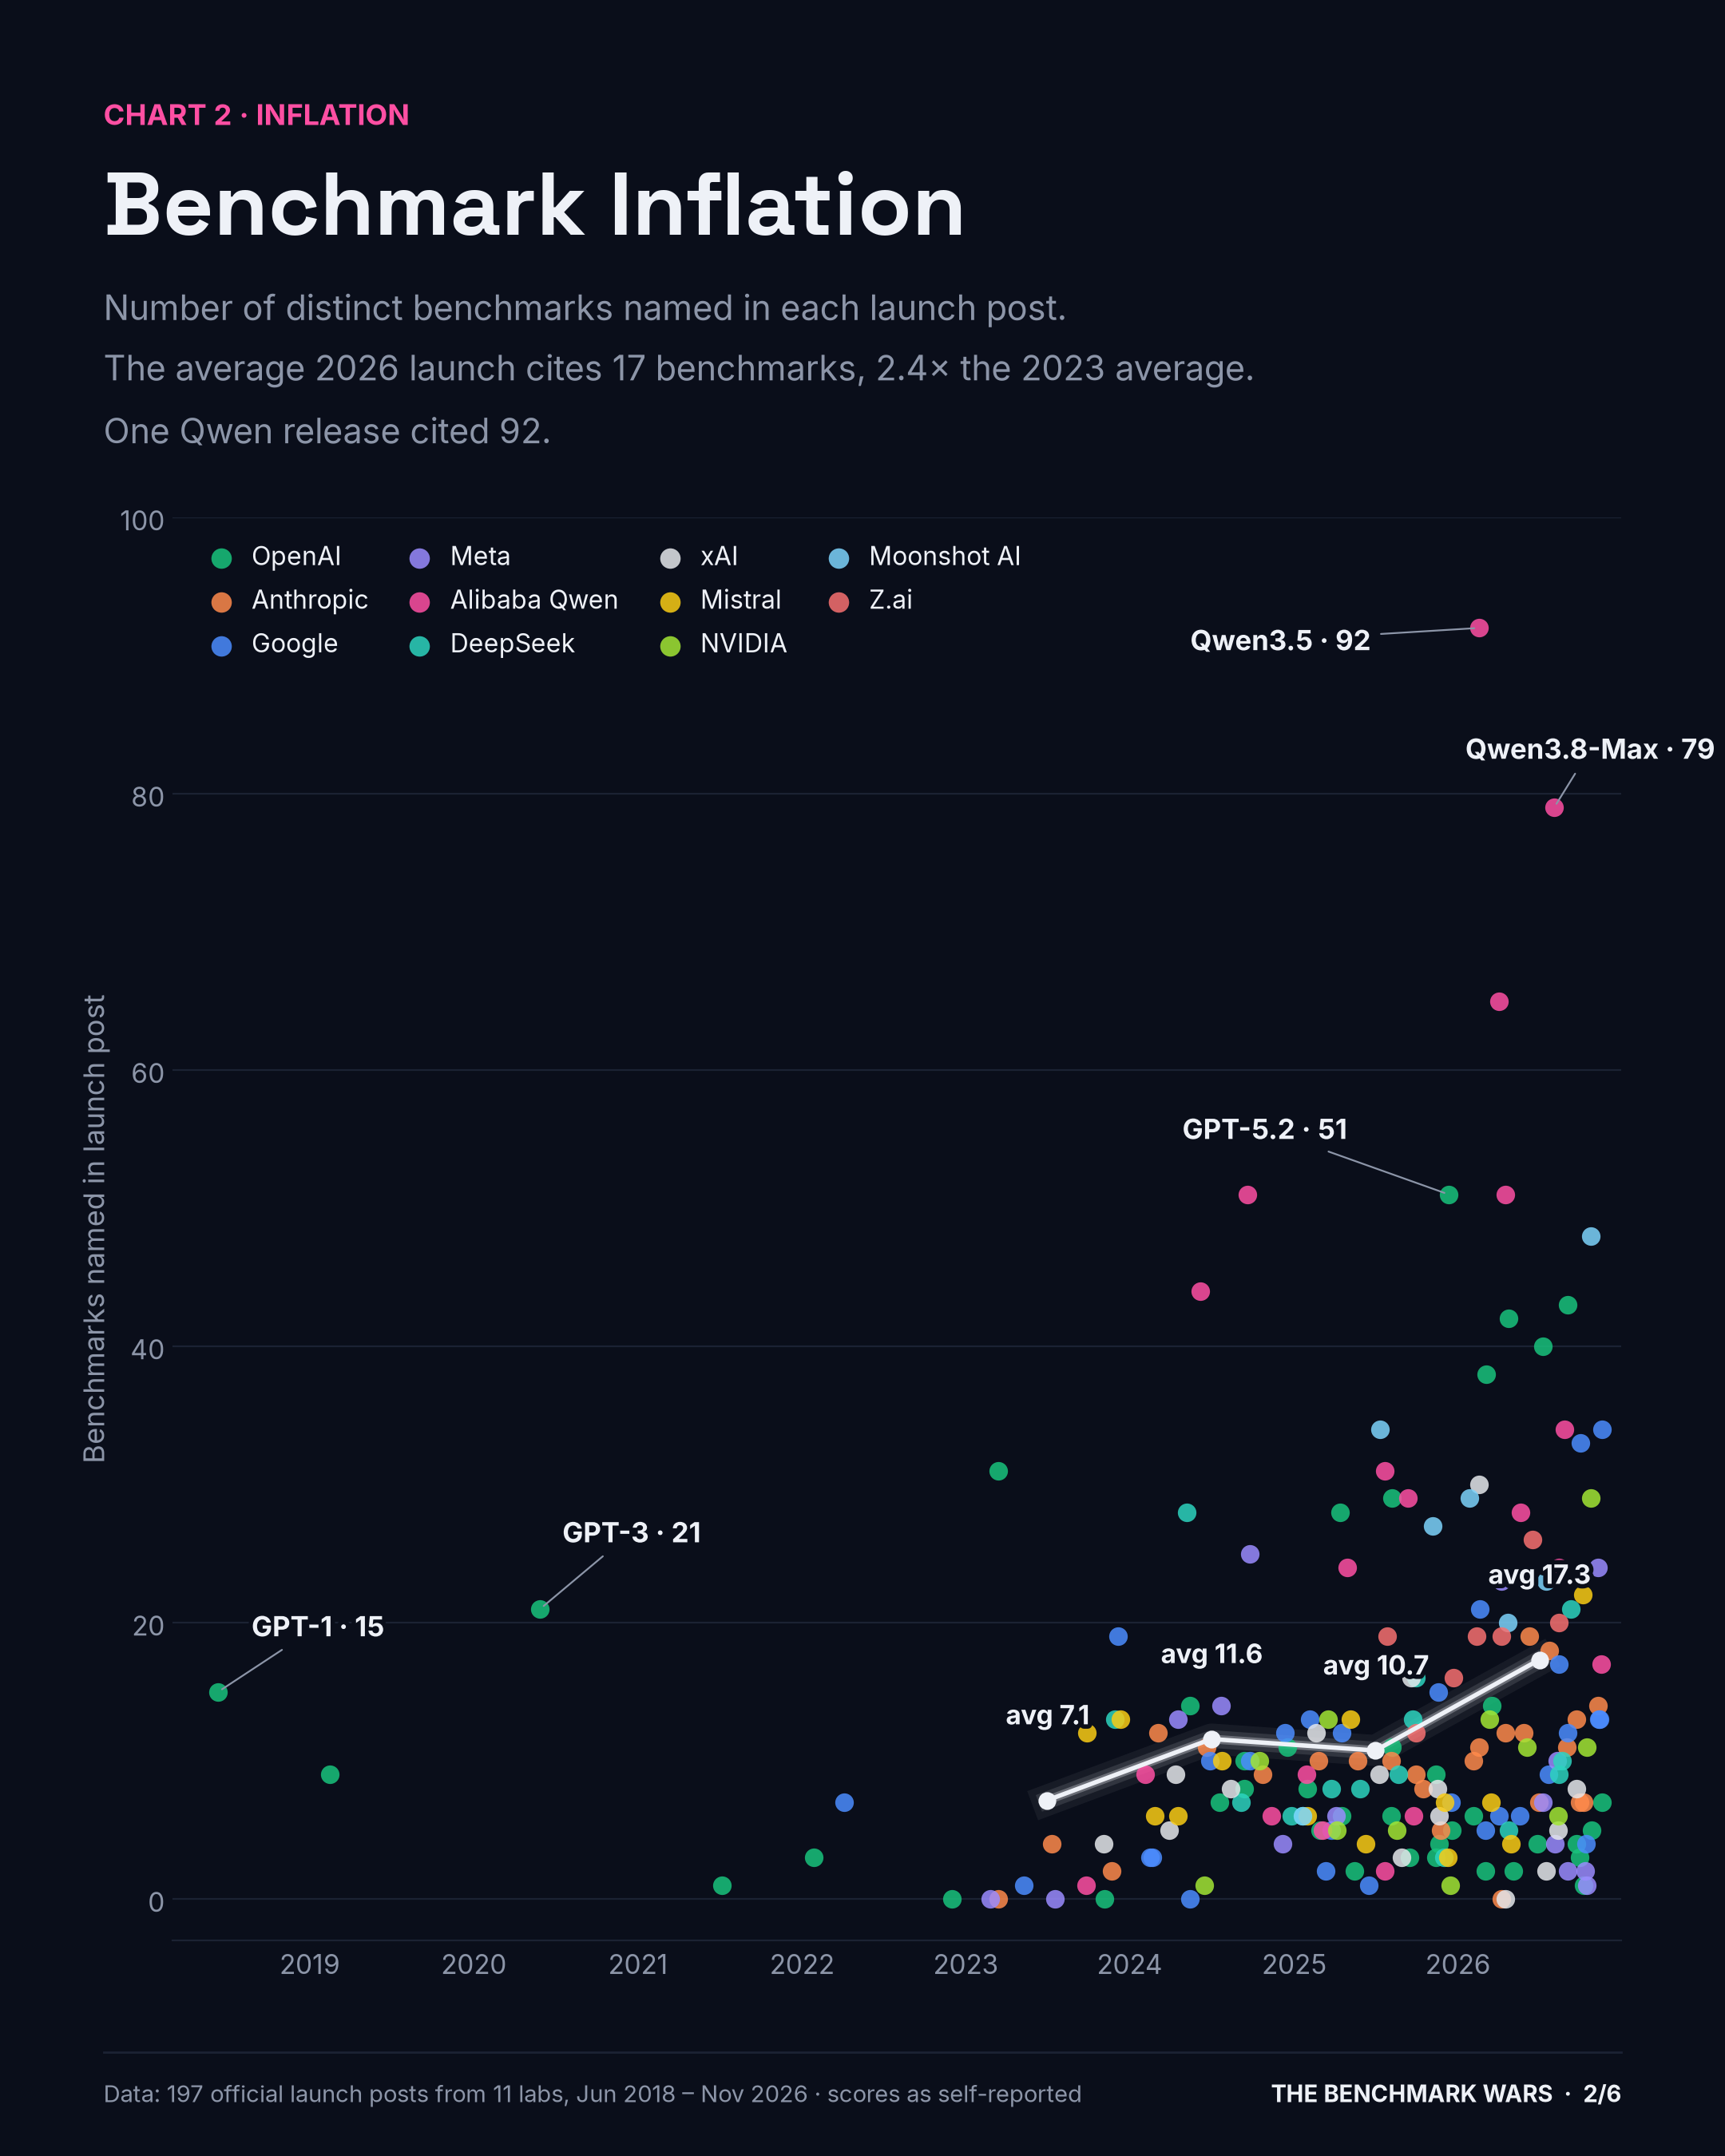 CHART 2 · INFLATION
Benchmark Inflation
Number of distinct benchmarks named in each launch post.
The average 2026 launch cites 17 benchmarks, 2.4× the 2023 average.
One Qwen release cited 92.
100
OpenAI
Meta
xAI
Moonshot AI
Anthropic
Alibaba Qwen
Mistral
Z.ai
Google
DeepSeek
NVIDIA
Qwen3.5 · 92
Qwen3.8-Max · 79
80
Benchmarks named in launch post
60
GPT-5.2 · 51
40
GPT-3 · 21
avg 17.3
GPT-1 · 15
20
avg 11.6
avg 10.7
avg 7.1
0
2019
2020
2021
2022
2023
2024
2025
2026
Data: 197 official launch posts from 11 labs, Jun 2018 – Nov 2026 · scores as self-reported
THE BENCHMARK WARS · 2/6